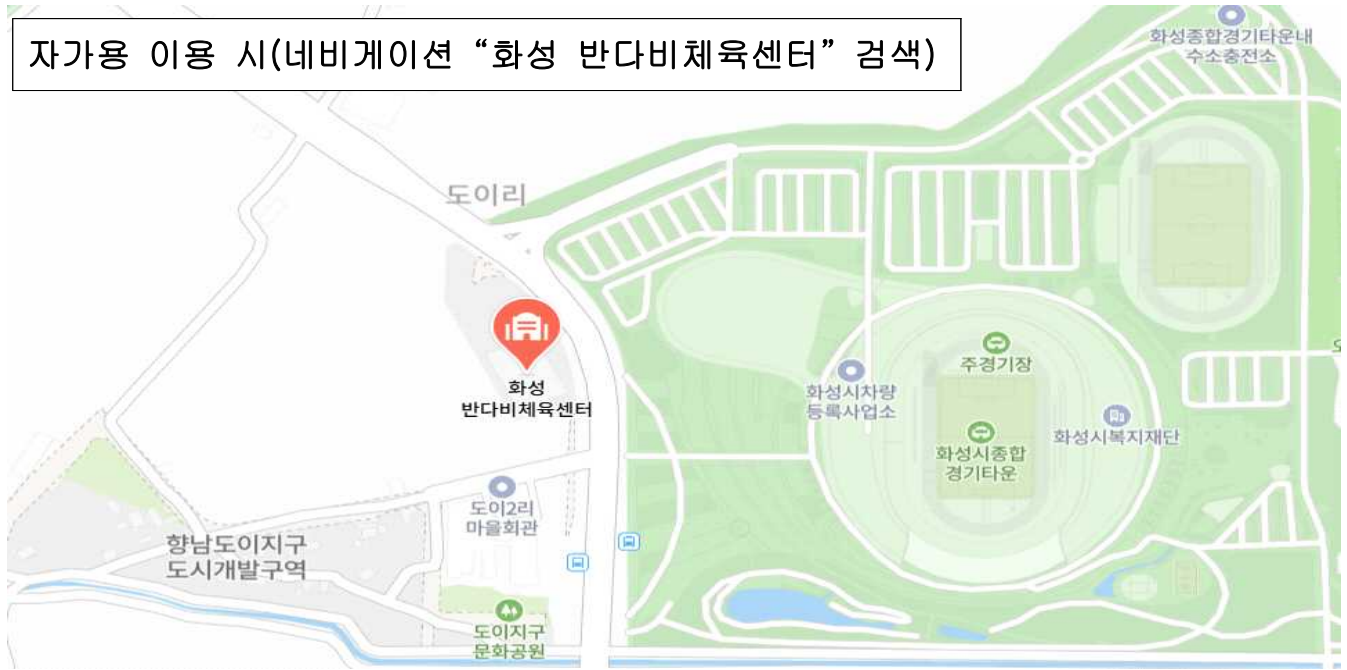 자가용 이용 시(네비게이션 “화성 반다비체육센터” 검색)
화성종합경기타운내
수소충전소
도이리
화성
반다비체육센터
주경기장
화성시차량
등록사업소
화성시종합
경기타운
화성시복지재단
도이2리
마을회관
향남도이지구
도시개발구역
도이지구
문화공원